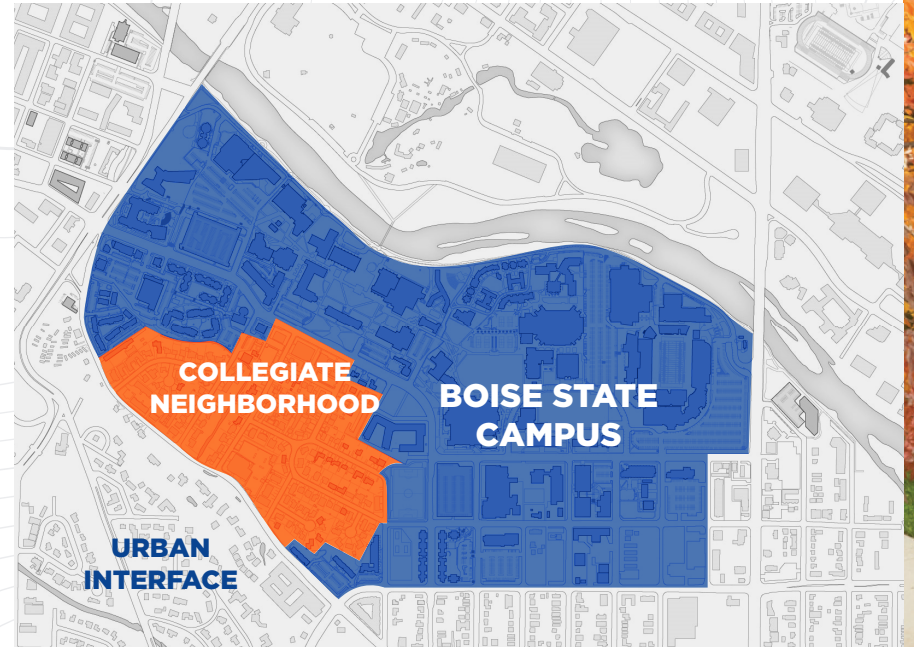 COLLEGIATE
NEIGHBORHOOD
BOISE STATE
CAMPUS
URBAN
INTERFACE